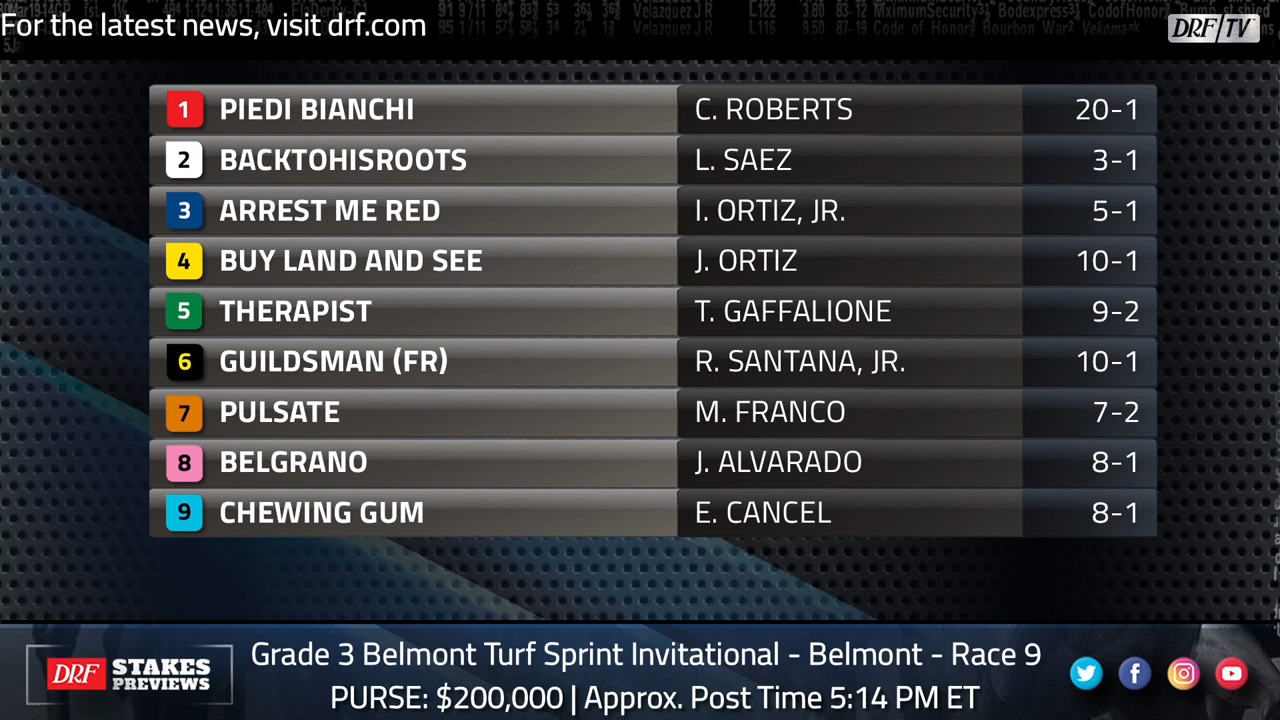 For the latest news, visit drf.com
DRF/TV
1 PIEDI BIANCHI C. ROBERTS 20-1
2 BACKTOHISROOTS L. SAEZ 3-1
3 ARREST ME RED I. ORTIZ, JR. 5-1
4 BUY LAND AND SEE J. ORTIZ 10-1
5 THERAPIST T. GAFFALIONE 9-2
6 GUILDSMAN (FR) R. SANTANA, JR. 10-1
7 PULSATE M. FRANCO 7-2
8 BELGRANO J. ALVARADO 8-1
9 CHEWING GUM E. CANCEL 8-1
DRF STAKES PREVIEWS
Grade 3 Belmont Turf Sprint Invitational - Belmont - Race 9
PURSE: $200,000 | Approx. Post Time 5:14 PM ET